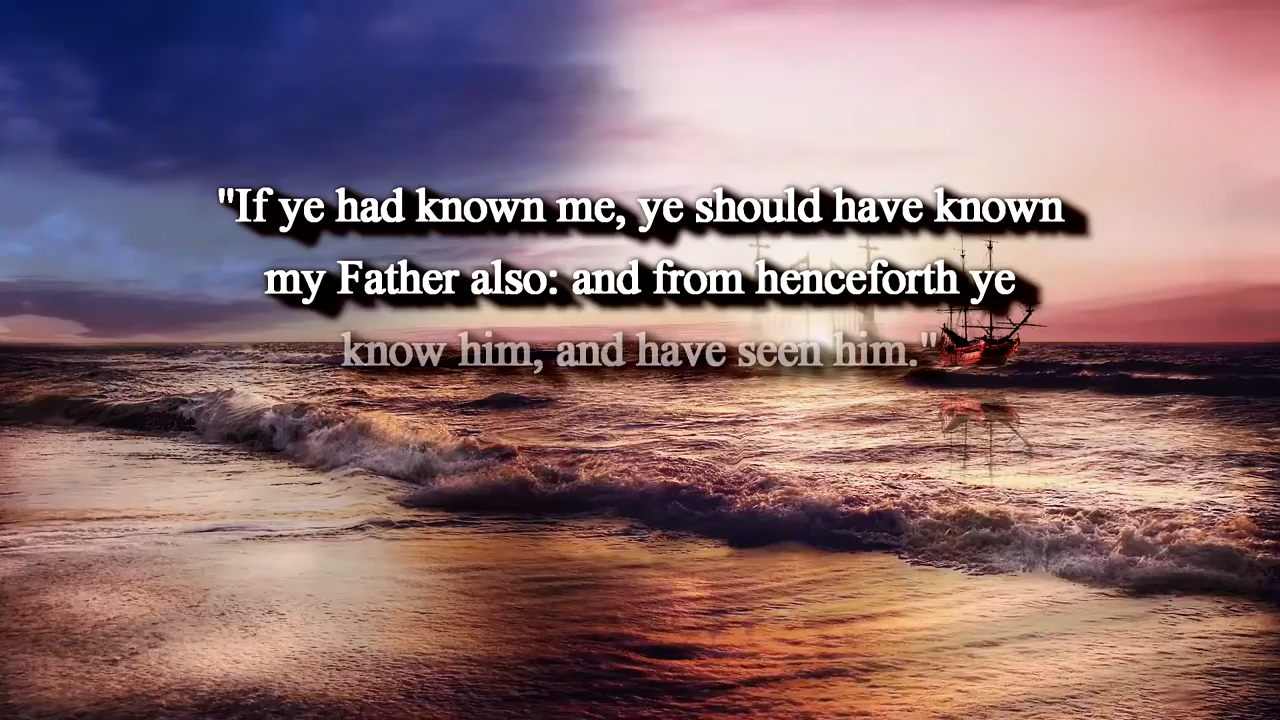 "If ye had known me, ye should have known
my Father also: and from henceforth ye
know him, and have seen him."